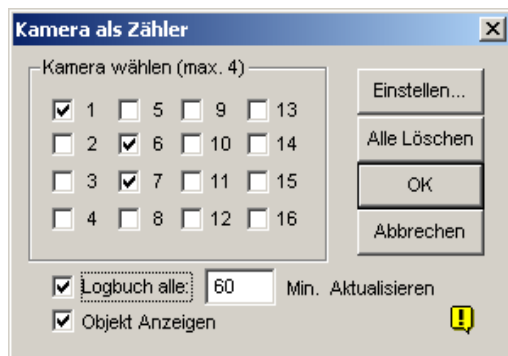 Kamera als Zähler
Kamera wählen (max. 4)
1 5 9 13
2 6 10 14
3 7 11 15
4 8 12 16
Einstellen...
Alle Löschen
OK
Abbrechen
Logbuch alle: 60 Min. Aktualisieren
Objekt Anzeigen